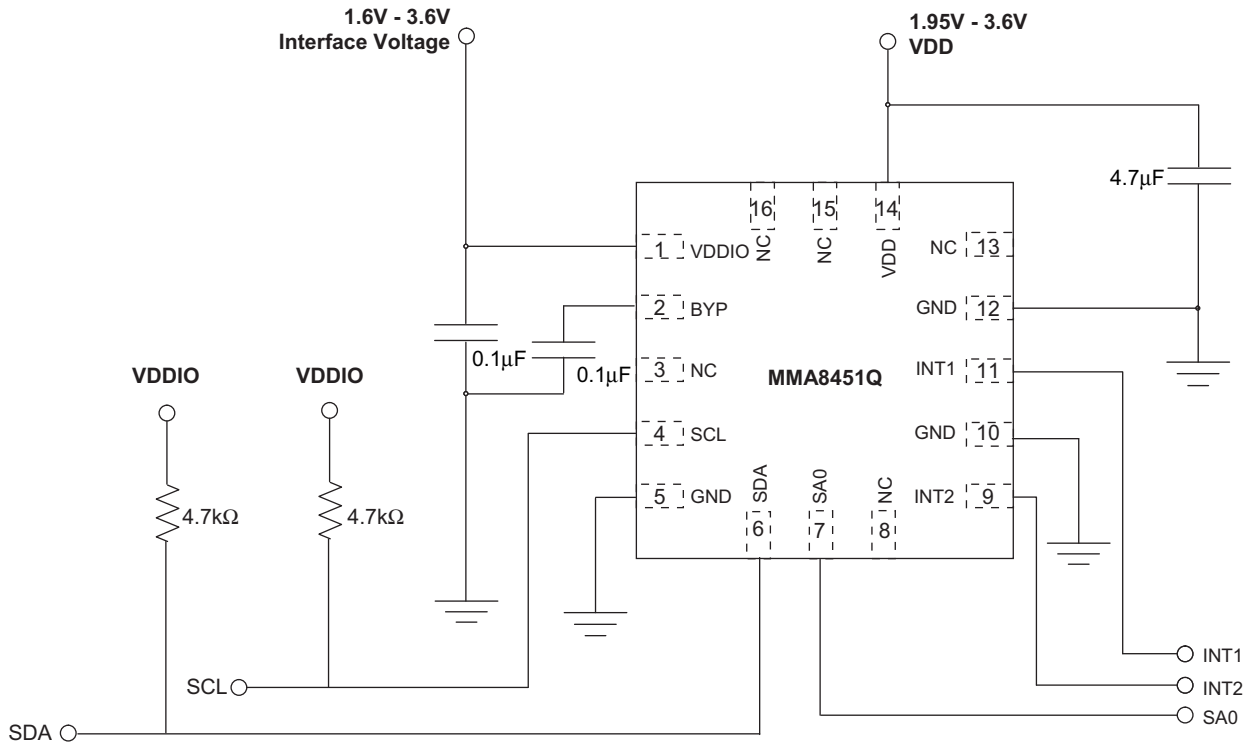 1.6V - 3.6V
Interface Voltage
1.95V - 3.6V
VDD
4.7μF
16
15
14
NC
NC
VDD
1
VDDIO
NC
13
2
BYP
GND
12
0.1μF
0.1μF
3
NC
MMA8451Q
INT1
11
VDDIO
VDDIO
4
SCL
GND
10
5
GND
SDA
SA0
NC
INT2
9
6
7
8
4.7kΩ
4.7kΩ
INT1
SCL
INT2
SA0
SDA